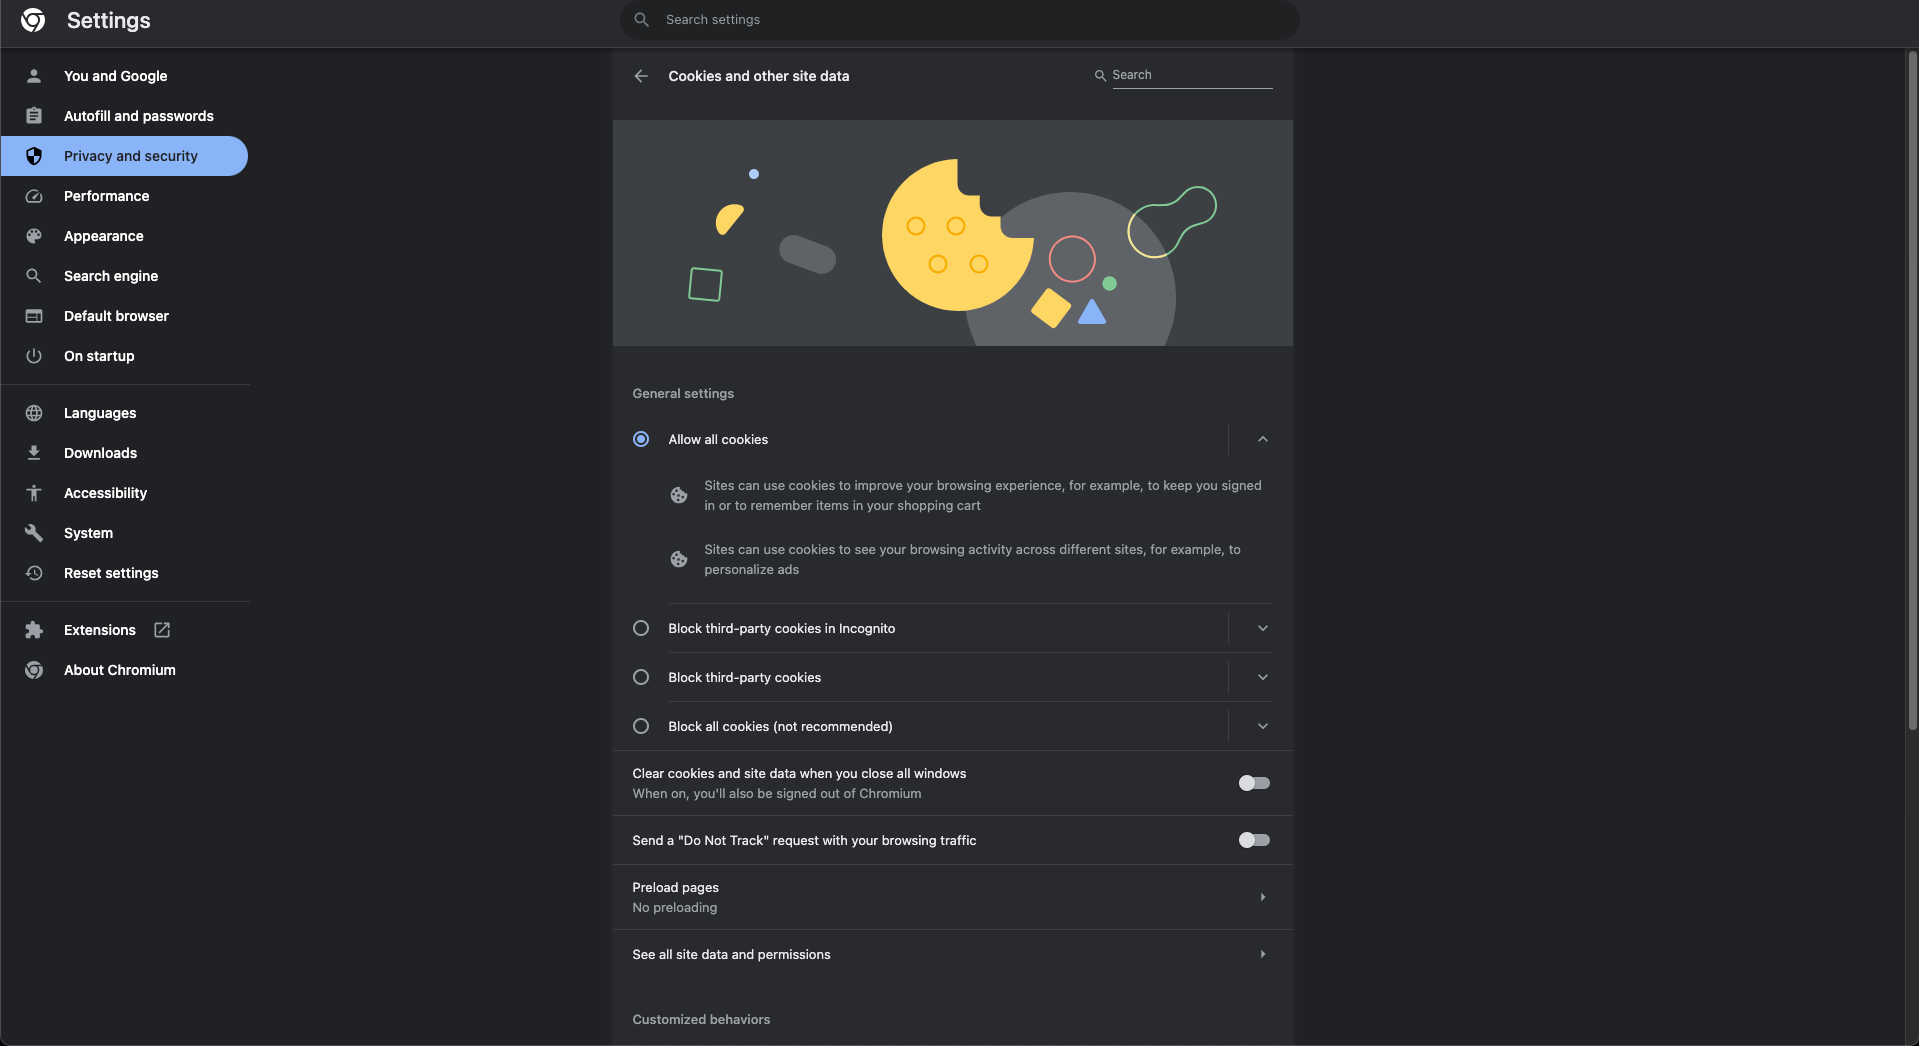 Settings
Search settings
You and Google
Autofill and passwords
Privacy and security
Performance
Appearance
Search engine
Default browser
On startup
Languages
Downloads
Accessibility
System
Reset settings
Extensions
About Chromium
Cookies and other site data
Search
General settings
Allow all cookies
Sites can use cookies to improve your browsing experience, for example, to keep you signed
in or to remember items in your shopping cart
Sites can use cookies to see your browsing activity across different sites, for example, to
personalize ads
Block third-party cookies in Incognito
Block third-party cookies
Block all cookies (not recommended)
Clear cookies and site data when you close all windows
When on, you'll also be signed out of Chromium
Send a "Do Not Track" request with your browsing traffic
Preload pages
No preloading
See all site data and permissions
Customized behaviors